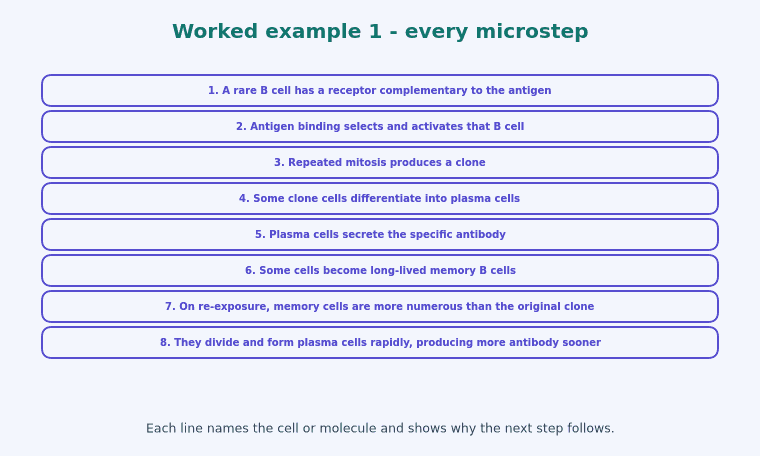 Worked example 1 - every microstep
1. A rare B cell has a receptor complementary to the antigen
2. Antigen binding selects and activates that B cell
3. Repeated mitosis produces a clone
4. Some clone cells differentiate into plasma cells
5. Plasma cells secrete the specific antibody
6. Some cells become long-lived memory B cells
7. On re-exposure, memory cells are more numerous than the original clone
8. They divide and form plasma cells rapidly, producing more antibody sooner
Each line names the cell or molecule and shows why the next step follows.